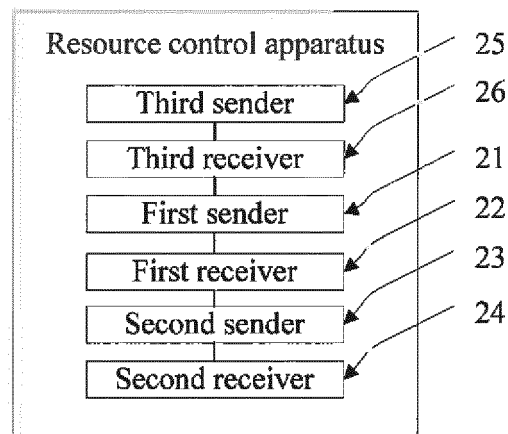 Resource control apparatus
Third sender
25
Third receiver
26
First sender
21
First receiver
22
Second sender
23
Second receiver
24